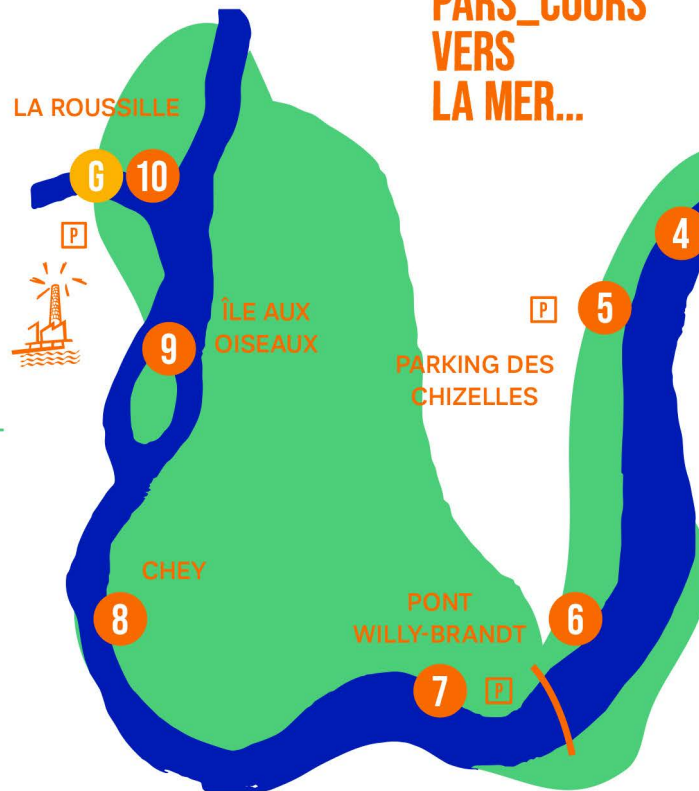 PARS_COURS
VERS
LA MER...
LA ROUSSILLE
G
10
P
4
ÎLE AUX
OISEAUX
P
5
9
PARKING DES
CHIZELLES
CHEY
8
PONT
WILLY-BRANDT
6
7
P